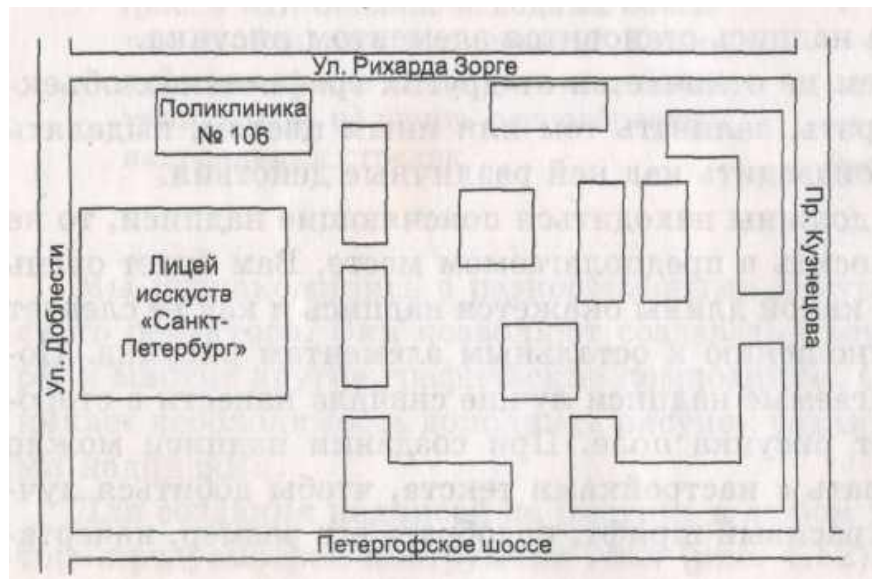 Ул. Рихарда Зорге
Поликлиника
№ 106
Ул. Доблести
Лицей
исскуств
«Санкт-
Петербург»
Пр. Кузнецова
Петергофское шоссе